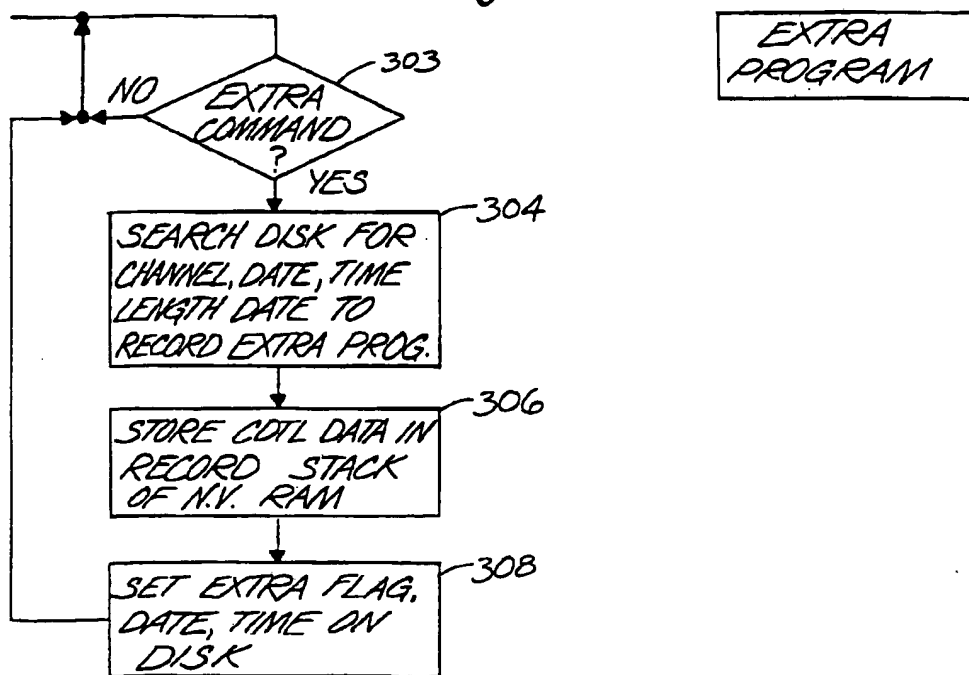 EXTRA
PROGRAM
303
NO
EXTRA
COMMAND
?
YES
304
SEARCH DISK FOR
CHANNEL, DATE, TIME
LENGTH DATE TO
RECORD EXTRA PROG.
306
STORE CDTL DATA IN
RECORD STACK
OF N.V. RAM
308
SET EXTRA FLAG,
DATE, TIME ON
DISK